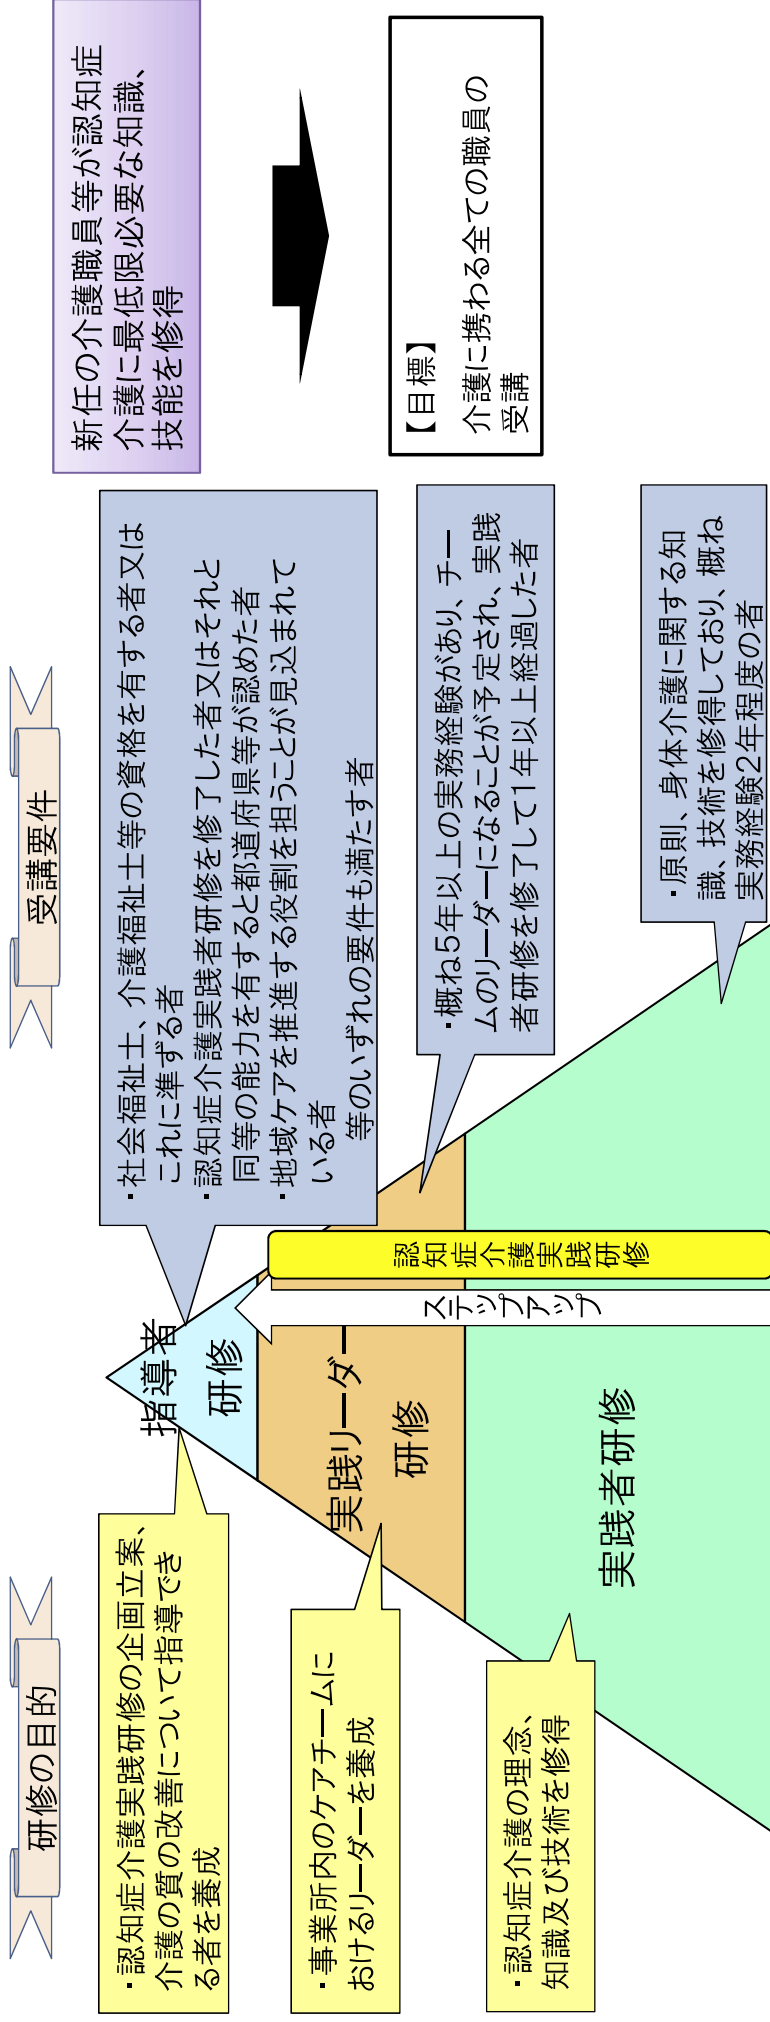 研修の目的
受講要件
・認知症介護実践研修の企画立案、
介護の質の改善について指導でき
る者を養成
・事業所内のケアチームに
おけるリーダーを養成
・認知症介護の理念、
知識及び技術を修得
指導者
研修
実践リーダー
研修
実践者研修
ステップアップ
認知症介護実践研修
・社会福祉士、介護福祉士等の資格を有する者又は
これに準ずる者
・認知症介護実践者研修を修了した者又はそれと
同等の能力を有すると都道府県等が認めた者
・地域ケアを推進する役割を担うことが見込まれて
いる者
等のいずれの要件も満たす者
・概ね5年以上の実務経験があり、チー
ムのリーダーになることが予定され、実践
者研修を修了して1年以上経過した者
・原則、身体介護に関する知
識、技術を修得しており、概ね
実務経験2年程度の者
新任の介護職員等が認知症
介護に最低限必要な知識、
技能を修得
【目標】
介護に携わる全ての職員の
受講